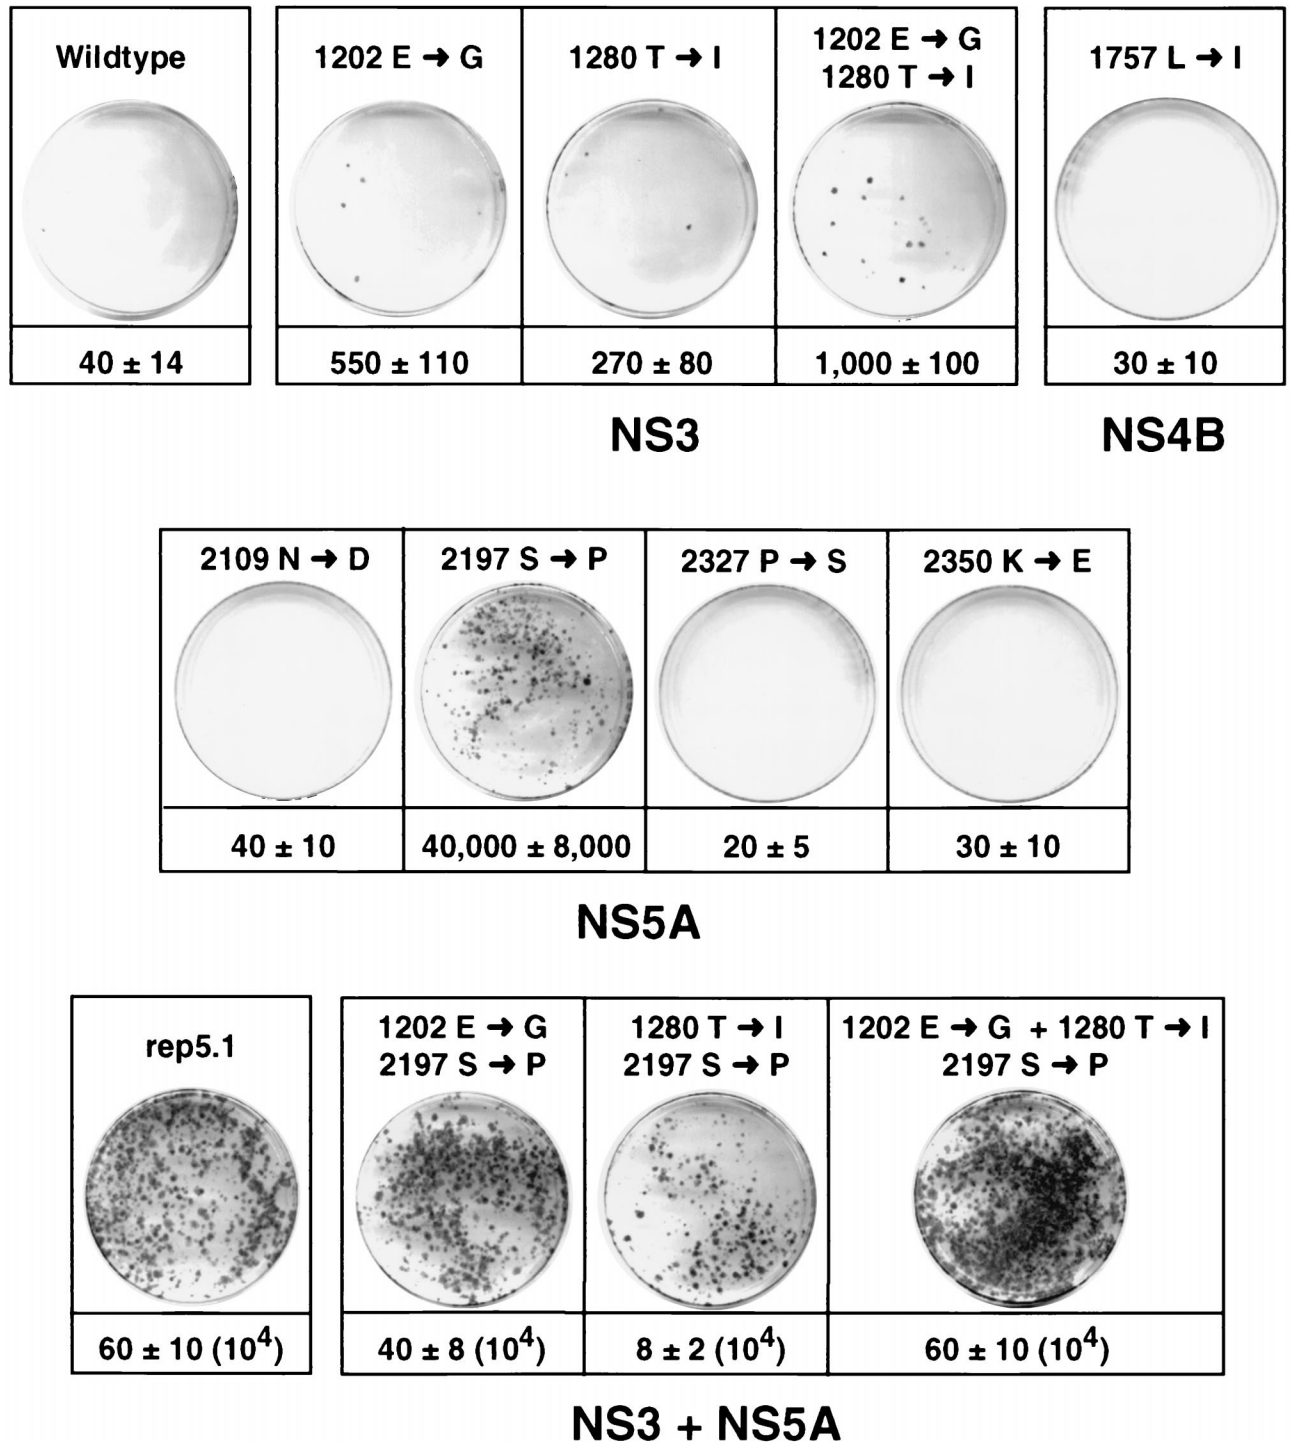 Wildtype
1202 E → G
1280 T → I
1202 E → G
1280 T → I
1757 L → I
40 ± 14
550 ± 110
270 ± 80
1,000 ± 100
30 ± 10
NS3
NS4B
2109 N → D
2197 S → P
2327 P → S
2350 K → E
40 ± 10
40,000 ± 8,000
20 ± 5
30 ± 10
NS5A
rep5.1
1202 E → G
2197 S → P
1280 T → I
2197 S → P
1202 E → G + 1280 T → I
2197 S → P
60 ± 10 (10⁴)
40 ± 8 (10⁴)
8 ± 2 (10⁴)
60 ± 10 (10⁴)
NS3 + NS5A